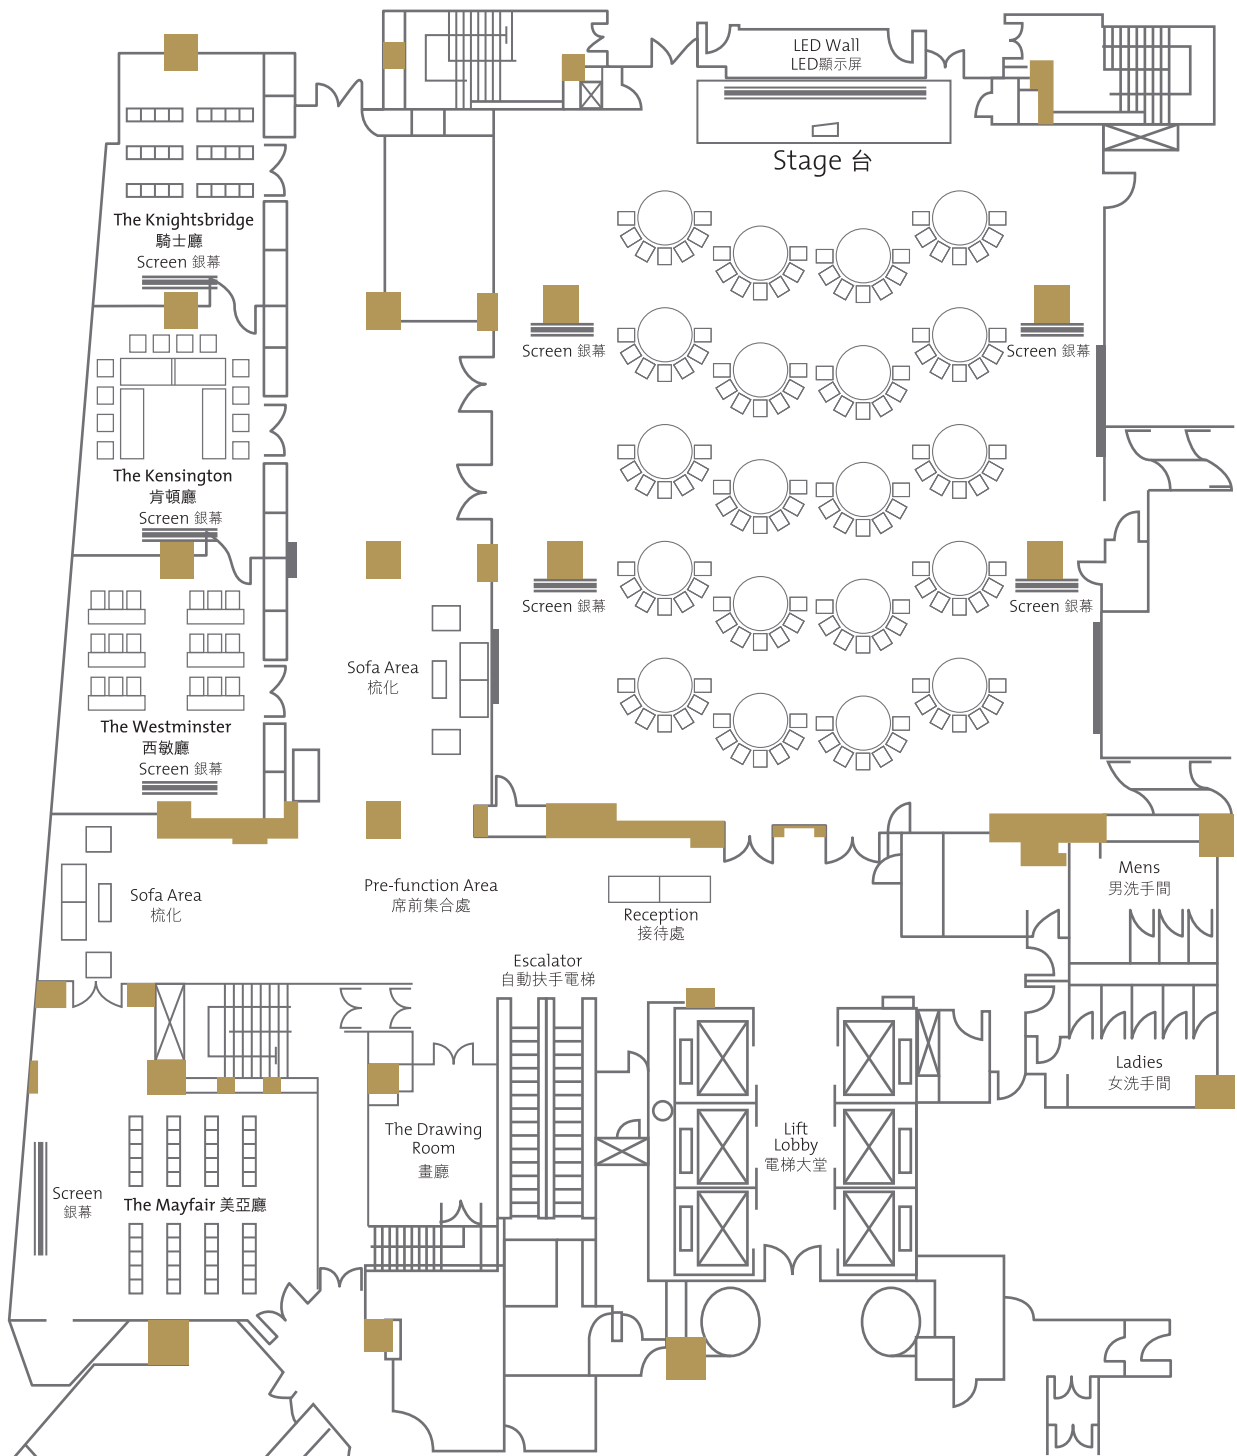 LED Wall
LED顯示屏
Stage 台
The Knightsbridge
騎士廳
Screen 銀幕
Screen 銀幕
Screen 銀幕
The Kensington
肯頓廳
Screen 銀幕
Screen 銀幕
Screen 銀幕
Sofa Area
梳化
The Westminster
西敏廳
Screen 銀幕
Mens
男洗手間
Sofa Area
梳化
Pre-function Area
席前集合處
Reception
接待處
Escalator
自動扶手電梯
Ladies
女洗手間
The Drawing
Room
畫廳
Lift
Lobby
電梯大堂
Screen
銀幕
The Mayfair 美亞廳